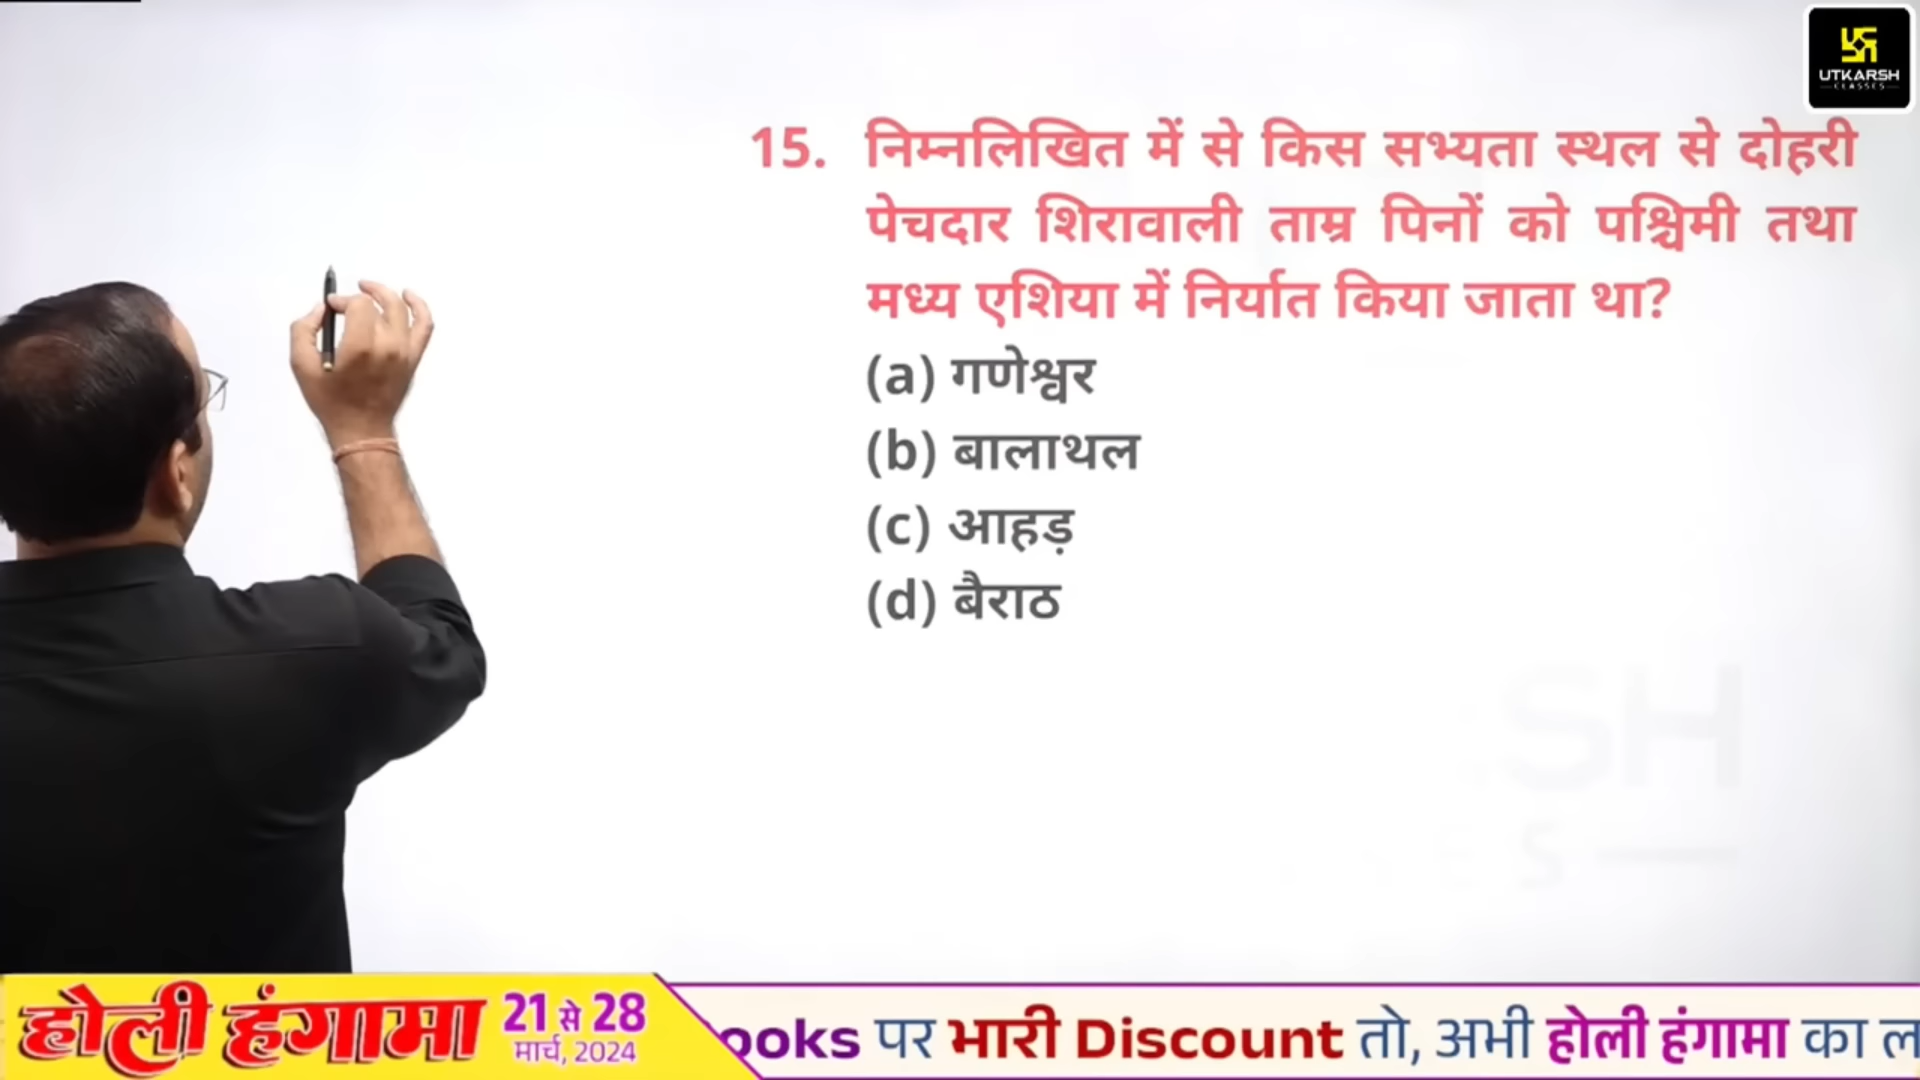 UTKARSH
CLASSES
15. निम्नलिखित में से किस सभ्यता स्थल से दोहरी
पेचदार शिरावाली ताम्र पिनों को पश्चिमी तथा
मध्य एशिया में निर्यात किया जाता था?
(a) गणेश्वर
(b) बालाथल
(c) आहड़
(d) बैराठ
होली हंगामा 21 से 28
मार्च, 2024
ooks पर भारी Discount तो, अभी होली हंगामा का